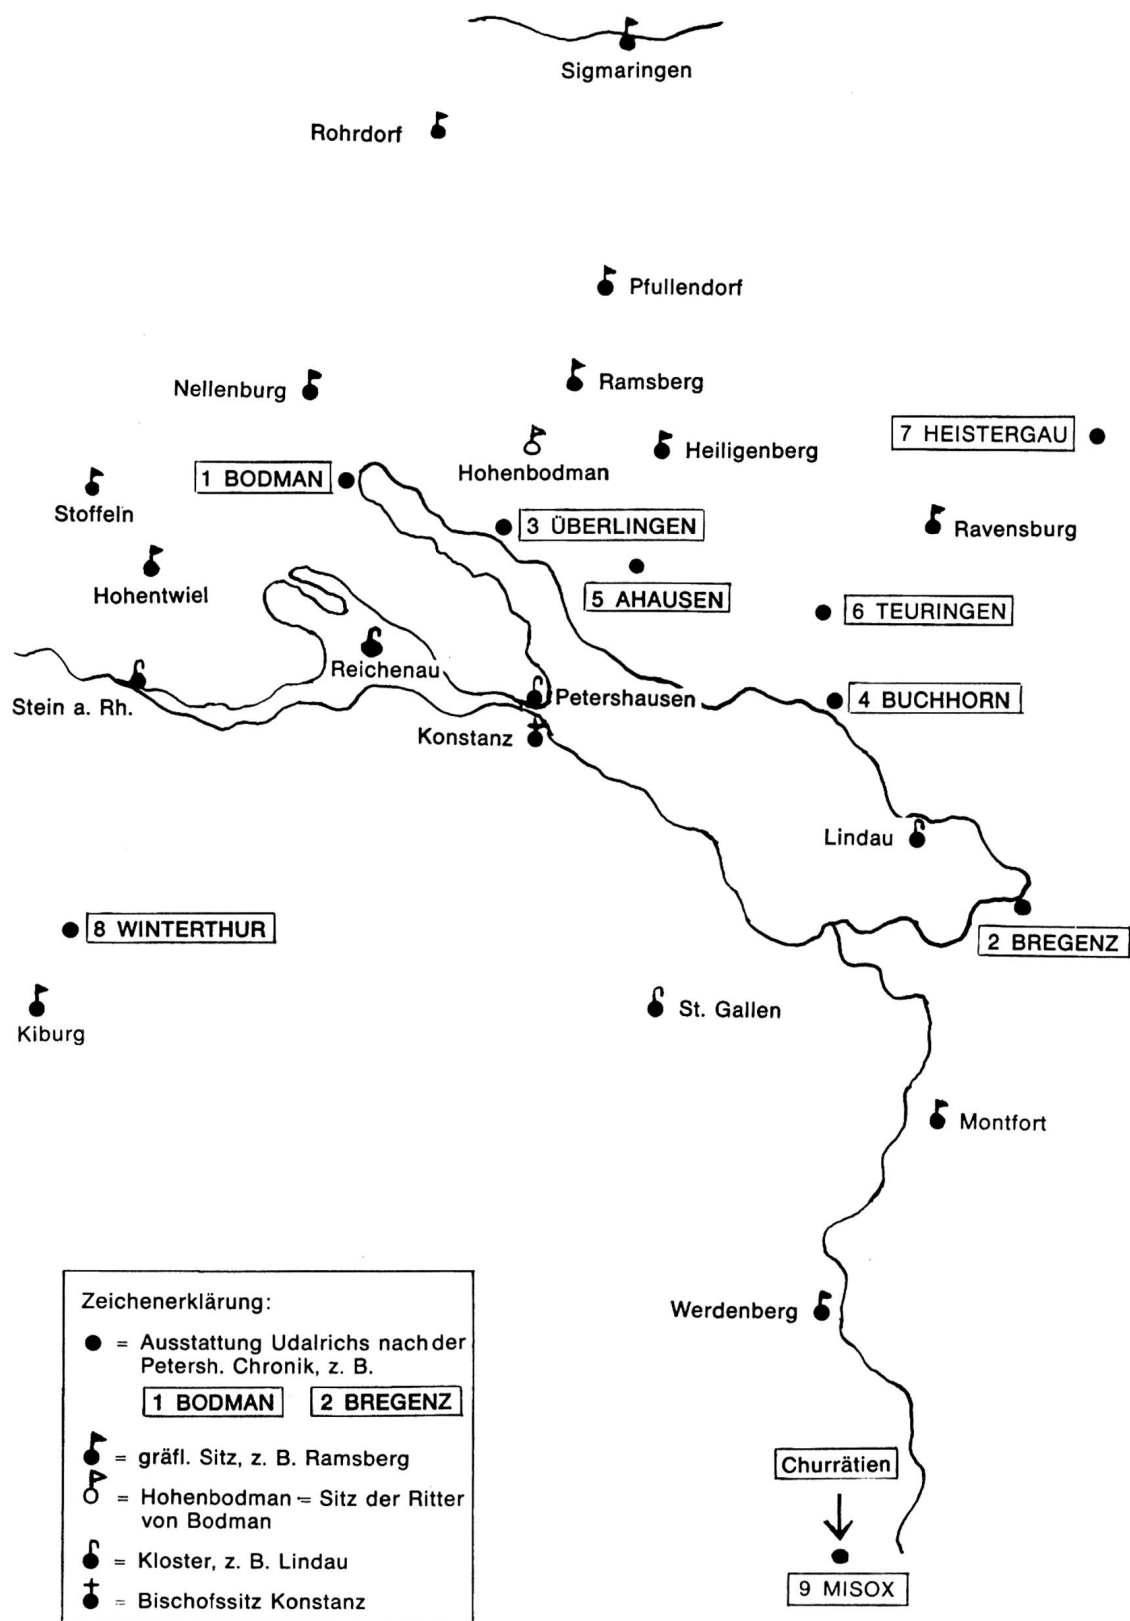 Sigmaringen
Rohrdorf
Pfullendorf
Nellenburg
Ramsberg
7 HEISTERGAU
Hohenbodman
Heiligenberg
1 BODMAN
Stoffeln
3 ÜBERLINGEN
Ravensburg
Hohentwiel
5 AHAUSEN
6 TEURINGEN
Reichenau
Stein a. Rh.
Petershausen
4 BUCHHORN
Konstanz
Lindau
8 WINTERTHUR
2 BREGENZ
Kiburg
St. Gallen
Montfort
Werdenberg
Churrätien
9 MISOX
Zeichenerklärung:
= Ausstattung Udalrichs nach der
Petersh. Chronik, z. B.
1 BODMAN 2 BREGENZ
= gräfl. Sitz, z. B. Ramsberg
= Hohenbodman = Sitz der Ritter
von Bodman
= Kloster, z. B. Lindau
= Bischofssitz Konstanz